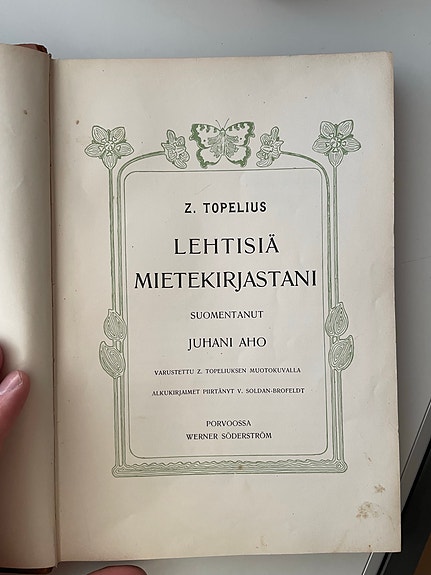 Z. TOPELIUS
LEHTISIÄ
MIETEKIRJASTANI
SUOMENTANUT
JUHANI AHO
VARUSTETTU Z. TOPELIUKSEN MUOTOKUVALLA
ALKUKIRJAIMET PIIRTÄNYT V. SOLDAN-BROFELDT
PORVOOSSA
WERNER SÖDERSTRÖM